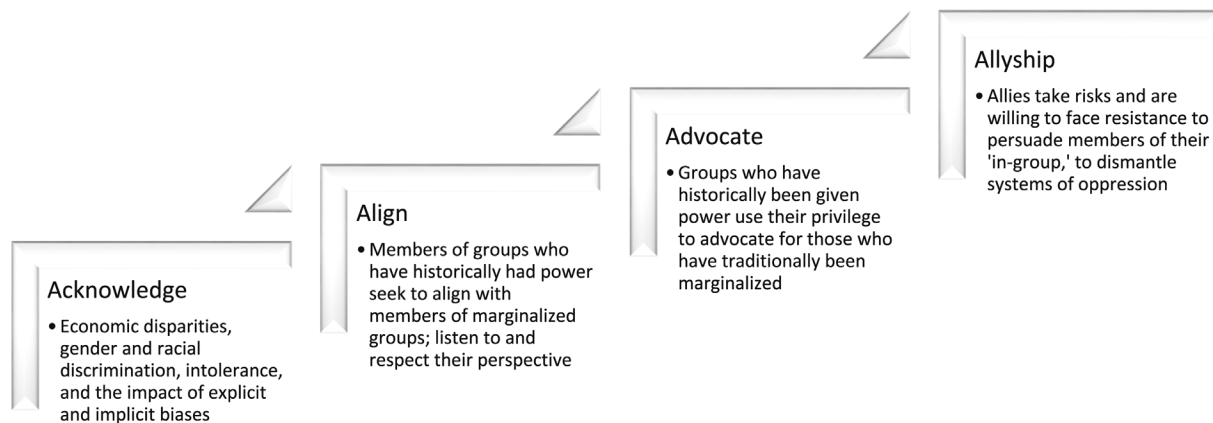 Acknowledge
• Economic disparities,
gender and racial
discrimination, intolerance,
and the impact of explicit
and implicit biases
Align
• Members of groups who
have historically had power
seek to align with
members of marginalized
groups; listen to and
respect their perspective
Advocate
• Groups who have
historically been given
power use their privilege
to advocate for those who
have traditionally been
marginalized
Allyship
• Allies take risks and are
willing to face resistance to
persuade members of their
'in-group,' to dismantle
systems of oppression